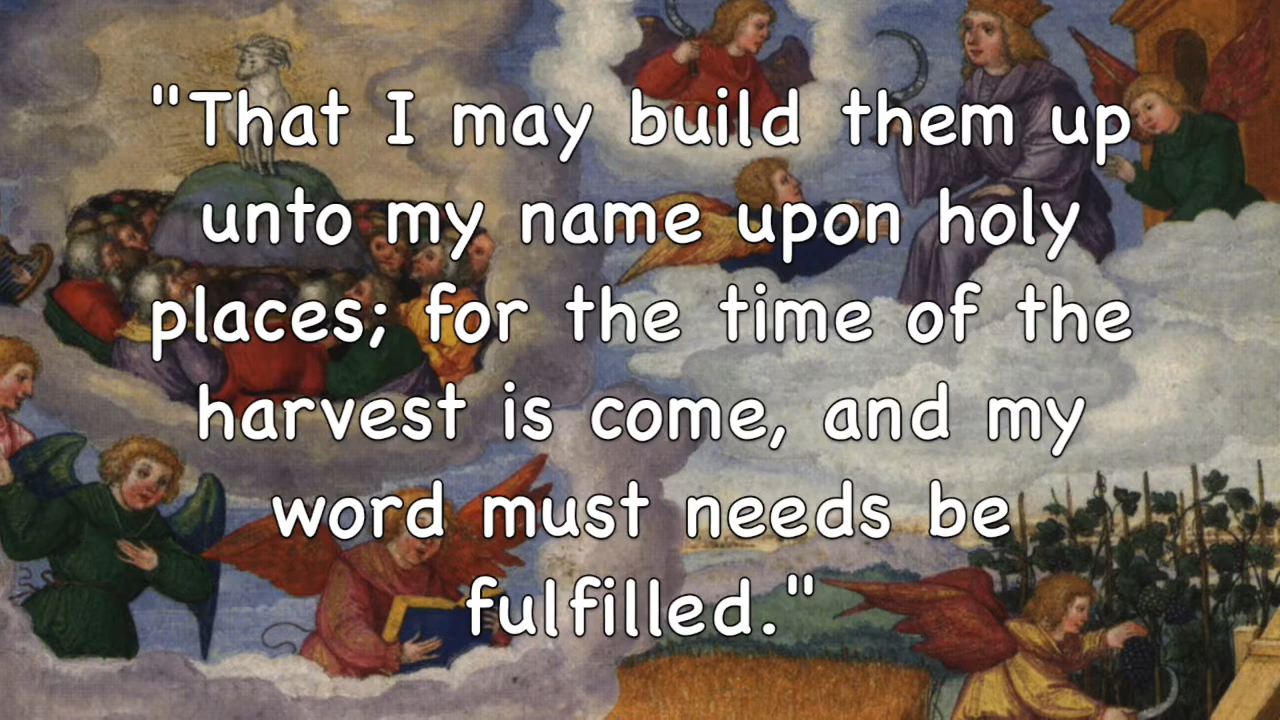 "That I may build them up
unto my name upon holy
places; for the time of the
harvest is come, and my
word must needs be
fulfilled."